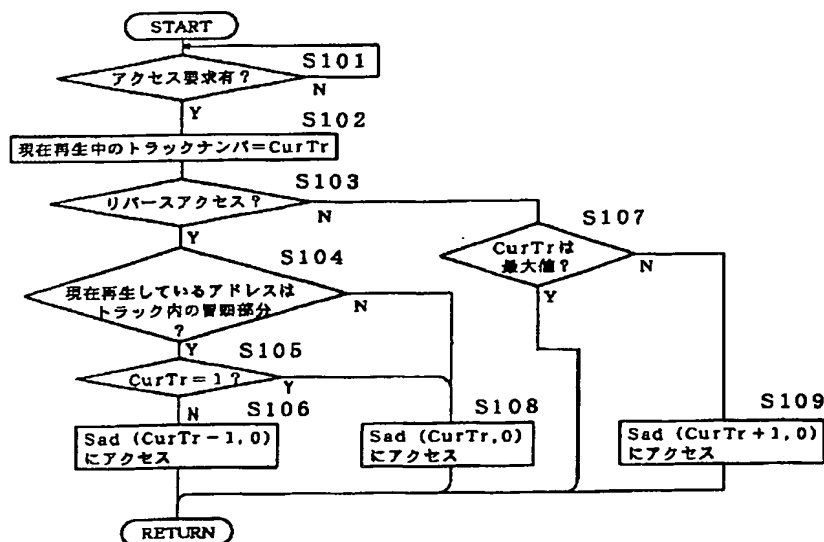 START
S101
アクセス要求有？
N
Y
S102
現在再生中のトラックナンバ＝CurTr
S103
リバースアクセス？
N
Y
S107
CurTrは
最大値？
N
Y
S104
現在再生しているアドレスは
トラック内の冒頭部分
？
N
Y
S105
CurTr＝1？
Y
N
S106
Sad (CurTr－1, 0)
にアクセス
S108
Sad (CurTr, 0)
にアクセス
S109
Sad (CurTr＋1, 0)
にアクセス
RETURN